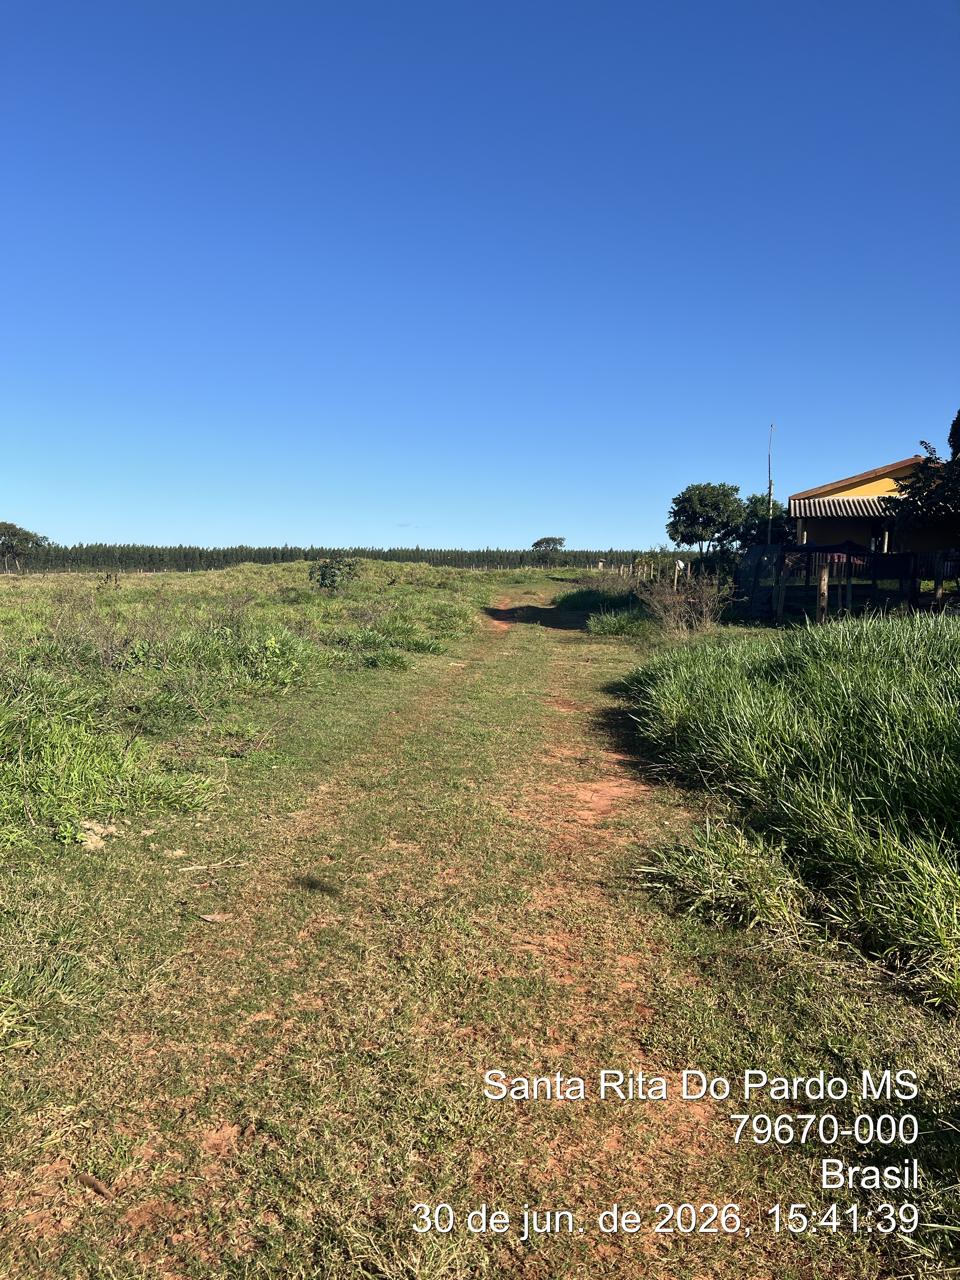 Santa Rita Do Pardo MS
79670-000
Brasil
30 de jun. de 2026, 15:41:39